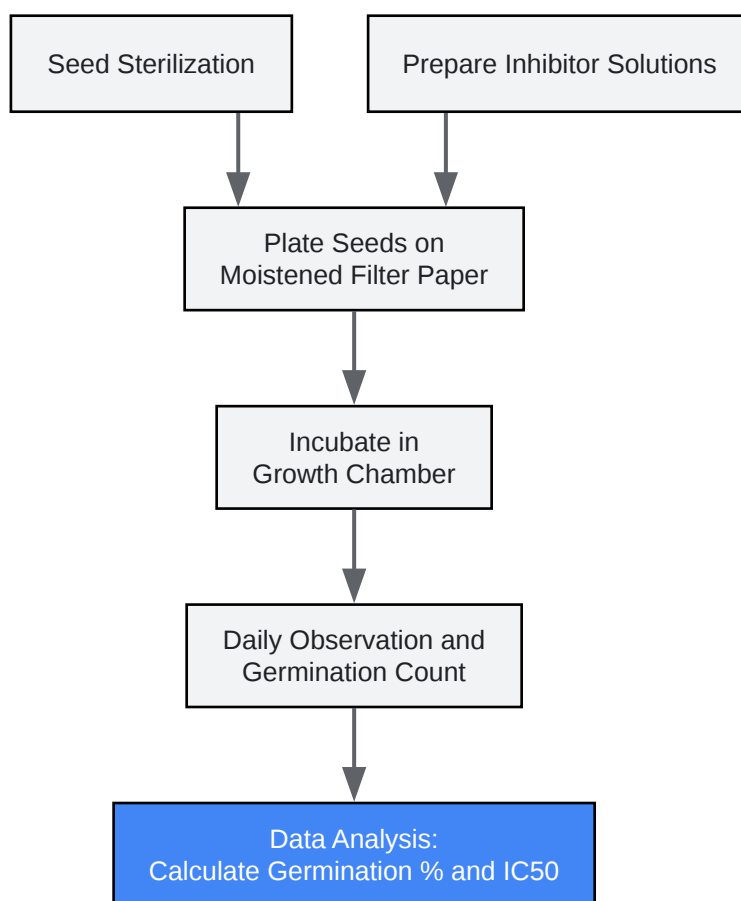 Seed Sterilization
Prepare Inhibitor Solutions
Plate Seeds on
Moistened Filter Paper
Incubate in
Growth Chamber
Daily Observation and
Germination Count
Data Analysis:
Calculate Germination % and IC50